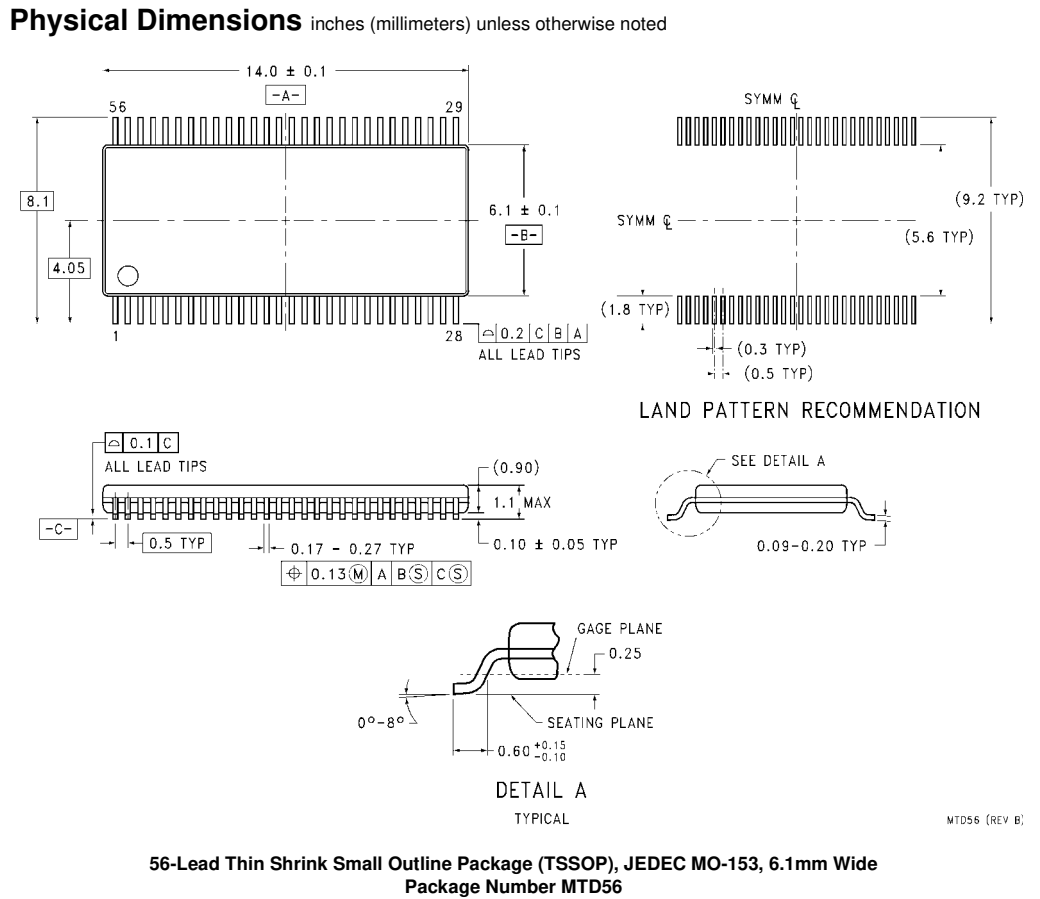 Physical Dimensions inches (millimeters) unless otherwise noted
14.0 ± 0.1
-A-
56
29
8.1
4.05
6.1 ± 0.1
-B-
1
28
⌓ 0.2 C B A
ALL LEAD TIPS
SYMM ℄
SYMM ℄
(9.2 TYP)
(5.6 TYP)
(1.8 TYP)
(0.3 TYP)
(0.5 TYP)
LAND PATTERN RECOMMENDATION
⌓ 0.1 C
ALL LEAD TIPS
(0.90)
1.1 MAX
-C-
0.5 TYP
0.17 - 0.27 TYP
0.10 ± 0.05 TYP
⌖ 0.13Ⓜ A BⓈ CⓈ
SEE DETAIL A
0.09-0.20 TYP
GAGE PLANE
0.25
0°-8°
SEATING PLANE
0.60 +0.15 -0.10
DETAIL A
TYPICAL
MTD56 (REV B)
56-Lead Thin Shrink Small Outline Package (TSSOP), JEDEC MO-153, 6.1mm Wide
Package Number MTD56